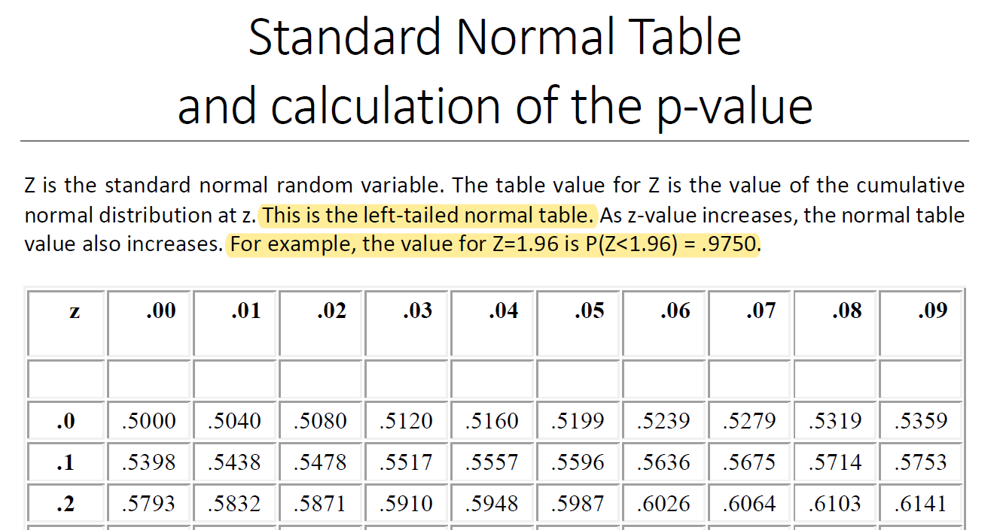 Standard Normal Table
and calculation of the p-value
Z is the standard normal random variable. The table value for Z is the value of the cumulative
normal distribution at z. This is the left-tailed normal table. As z-value increases, the normal table
value also increases. For example, the value for Z=1.96 is P(Z<1.96) = .9750.
z .00 .01 .02 .03 .04 .05 .06 .07 .08 .09
.0 .5000 .5040 .5080 .5120 .5160 .5199 .5239 .5279 .5319 .5359
.1 .5398 .5438 .5478 .5517 .5557 .5596 .5636 .5675 .5714 .5753
.2 .5793 .5832 .5871 .5910 .5948 .5987 .6026 .6064 .6103 .6141